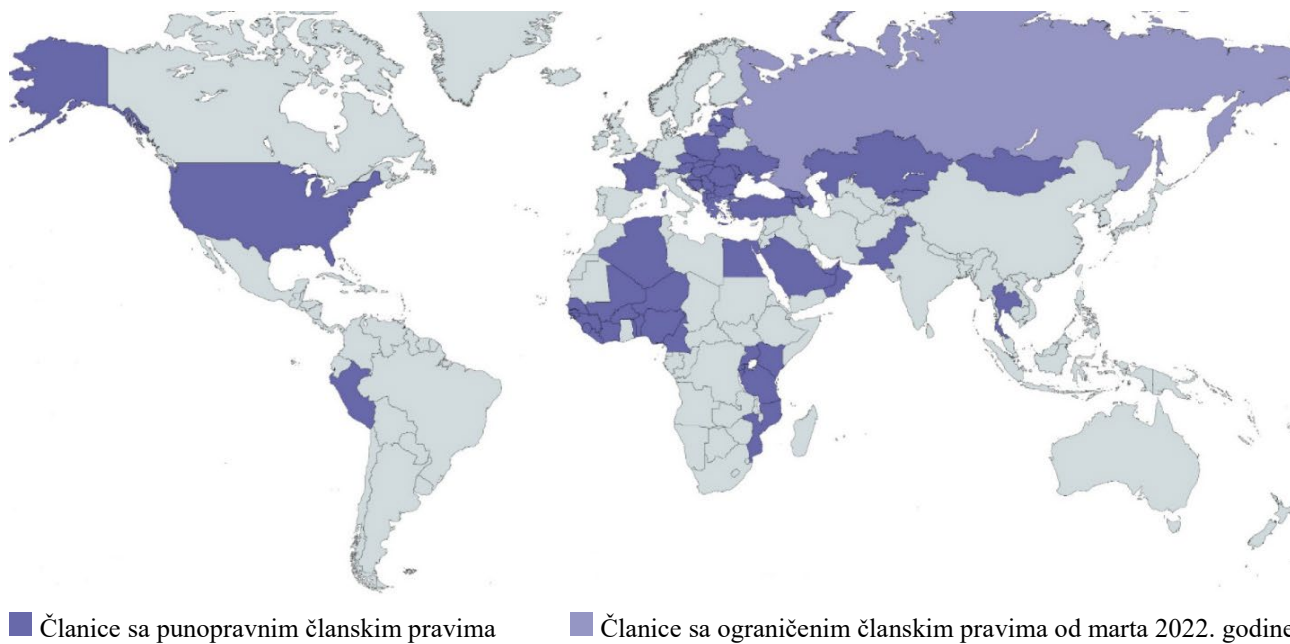 Članice sa punopravnim članskim pravima
Članice sa ograničenim članskim pravima od marta 2022. godine